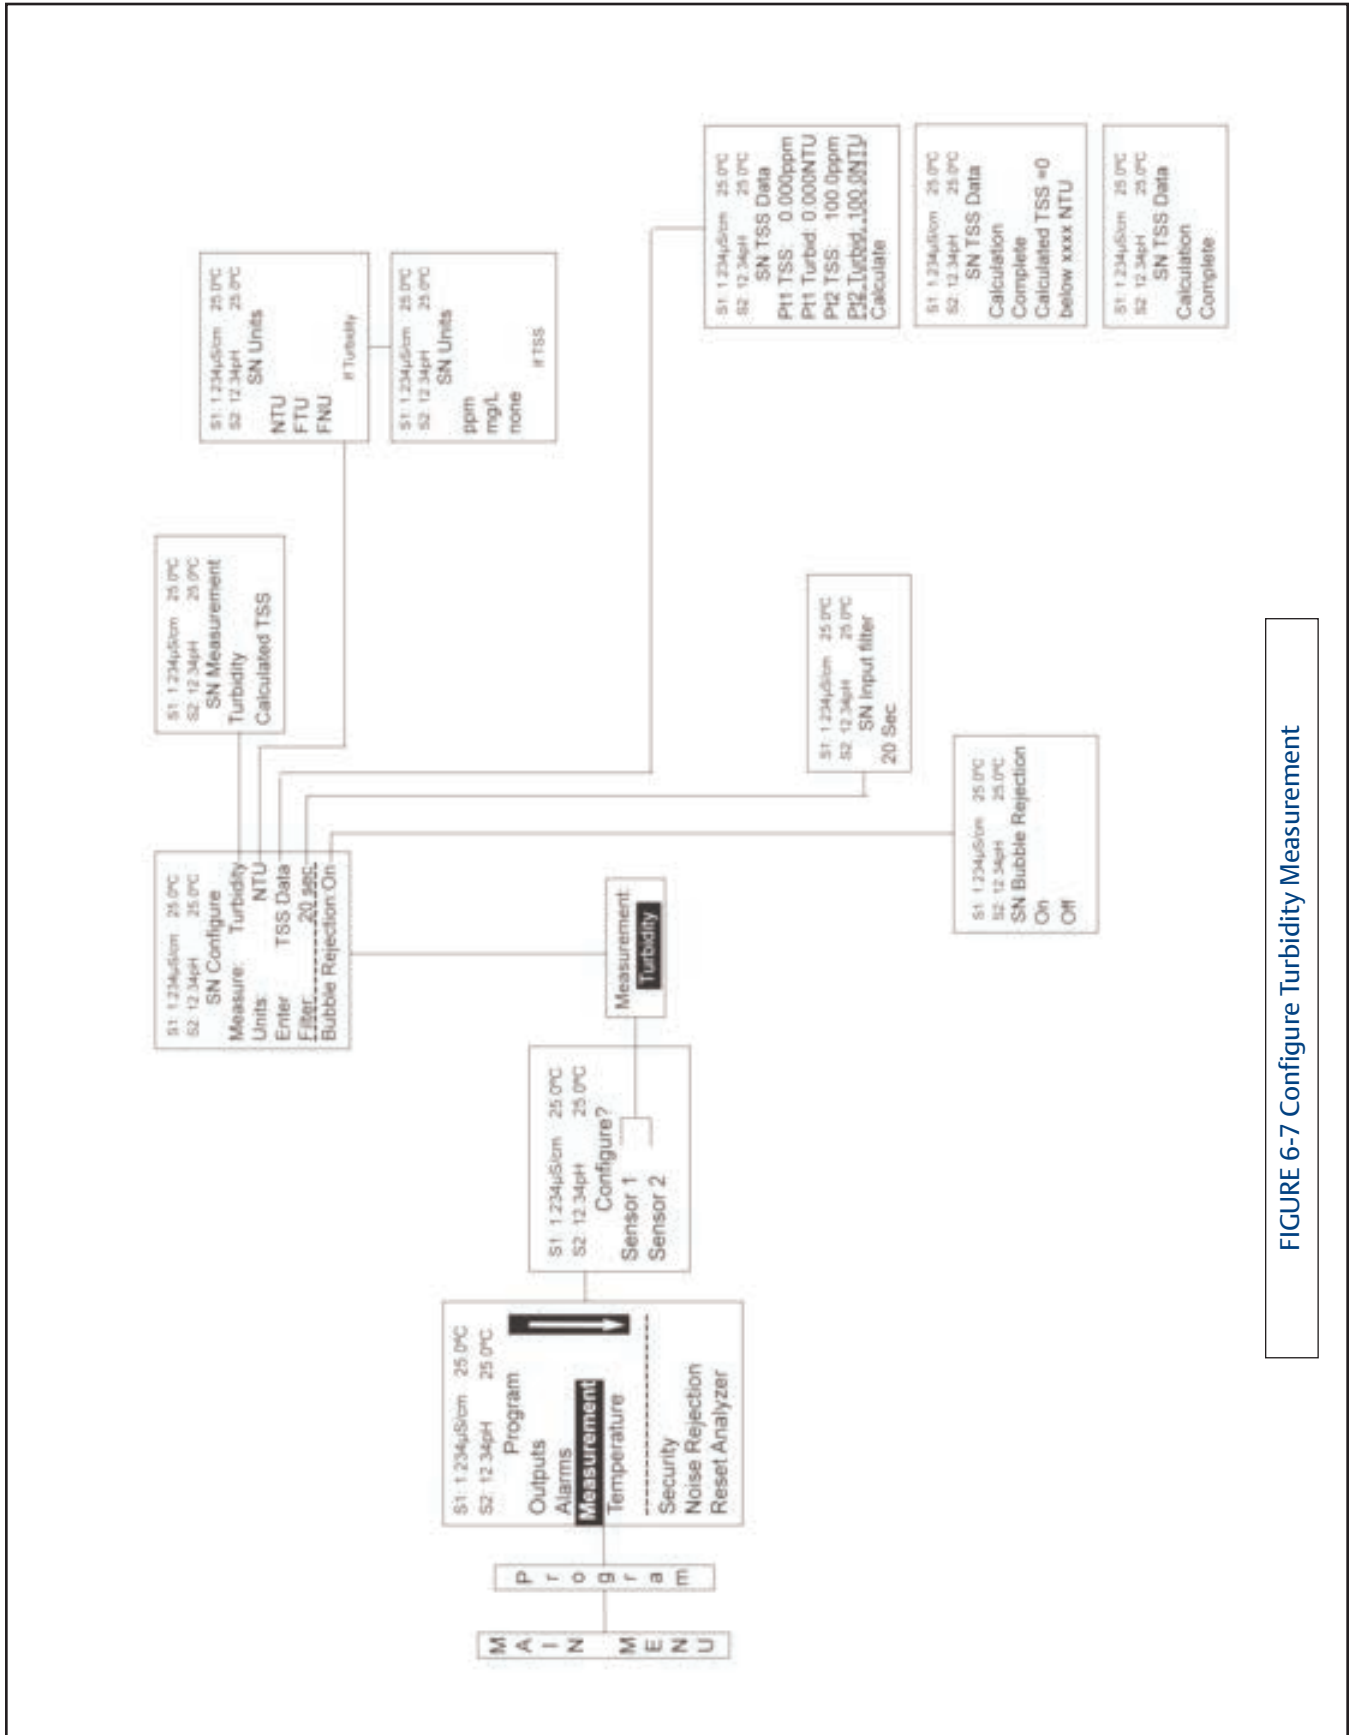 MAIN MENU
Program
S1: 1.234µS/cm 25.0ºC
S2: 12.34pH 25.0ºC
Program
Outputs
Alarms
Measurement
Temperature
Security
Noise Rejection
Reset Analyzer
S1: 1.234µS/cm 25.0ºC
S2: 12.34pH 25.0ºC
Configure?
Sensor 1
Sensor 2
Measurement:
Turbidity
S1: 1.234µS/cm 25.0ºC
S2: 12.34pH 25.0ºC
SN Configure
Measure: Turbidity
Units: NTU
Enter TSS Data
Filter: 20 sec
Bubble Rejection:On
S1: 1.234µS/cm 25.0ºC
S2: 12.34pH 25.0ºC
SN Measurement
Turbidity
Calculated TSS
S1: 1.234µS/cm 25.0ºC
S2: 12.34pH 25.0ºC
SN Units
NTU
FTU
FNU
If Turbidity
S1: 1.234µS/cm 25.0ºC
S2: 12.34pH 25.0ºC
SN Units
ppm
mg/L
none
If TSS
S1: 1.234µS/cm 25.0ºC
S2: 12.34pH 25.0ºC
SN TSS Data
Pt1 TSS: 0.000ppm
Pt1 Turbid: 0.000NTU
Pt2 TSS: 100.0ppm
Pt2 Turbid: 100.0NTU
Calculate
S1: 1.234µS/cm 25.0ºC
S2: 12.34pH 25.0ºC
SN TSS Data
Calculation
Complete
Calculated TSS =0
below xxxx NTU
S1: 1.234µS/cm 25.0ºC
S2: 12.34pH 25.0ºC
SN TSS Data
Calculation
Complete
S1: 1.234µS/cm 25.0ºC
S2: 12.34pH 25.0ºC
SN Input filter
20 Sec
S1: 1.234µS/cm 25.0ºC
S2: 12.34pH 25.0ºC
SN Bubble Rejection
On
Off
FIGURE 6-7 Configure Turbidity Measurement